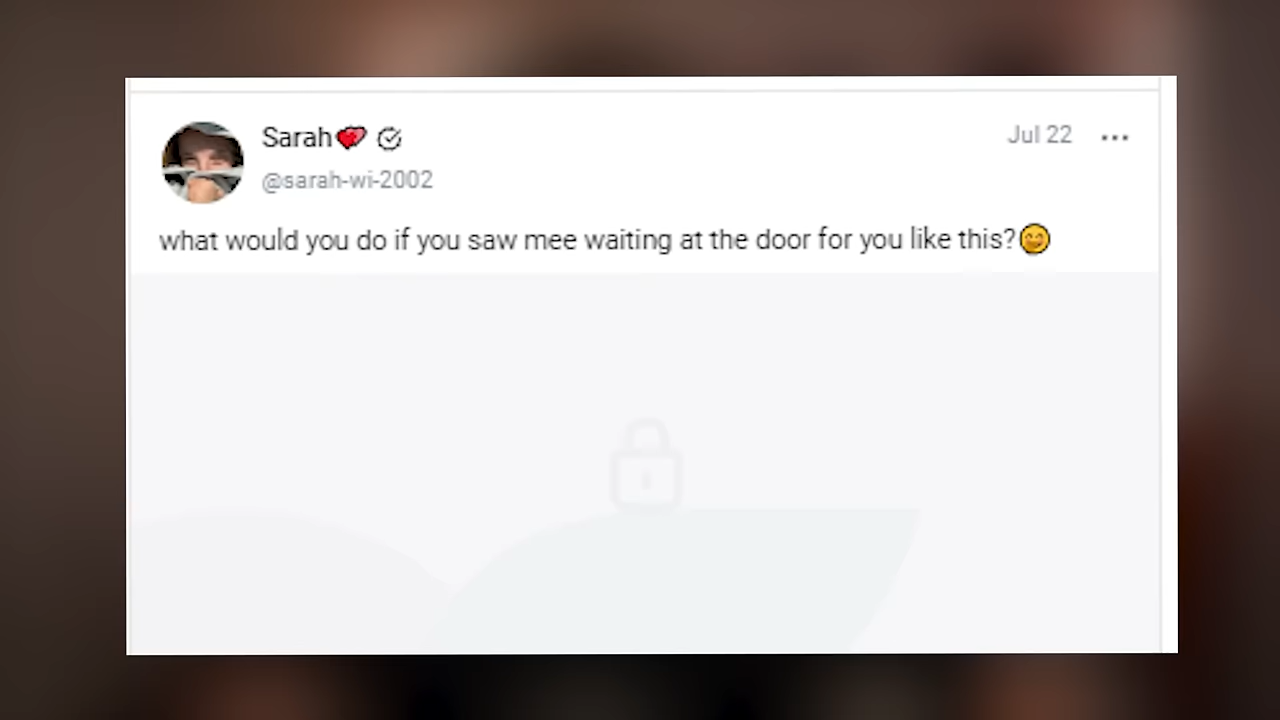 Sarah💕
Jul 22
@sarah-wi-2002
what would you do if you saw mee waiting at the door for you like this?😊